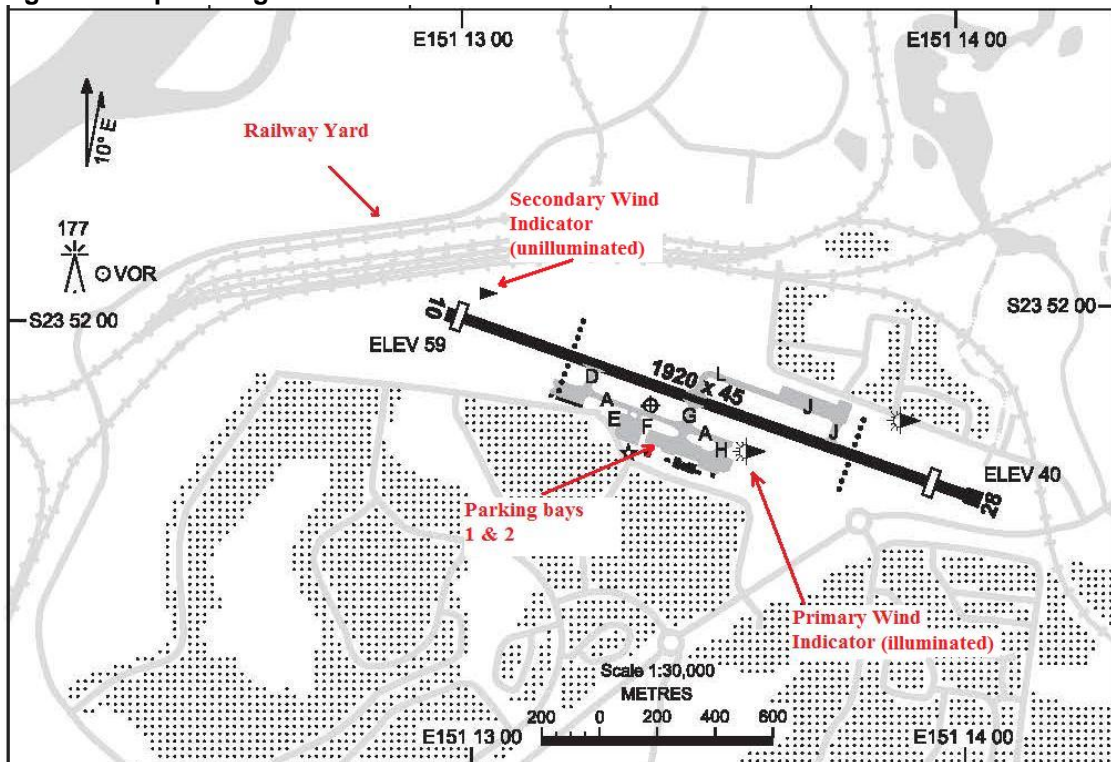 E151 13 00
E151 14 00
10° E
Railway Yard
Secondary Wind
Indicator
(unilluminated)
177
VOR
S23 52 00
S23 52 00
10
ELEV 59
1920 x 45
L
D
A
J
E
F
G
A
J
H
ELEV 40
28
Parking bays
1 & 2
Primary Wind
Indicator (illuminated)
Scale 1:30,000
METRES
200 0 200 400 600
E151 13 00
E151 14 00